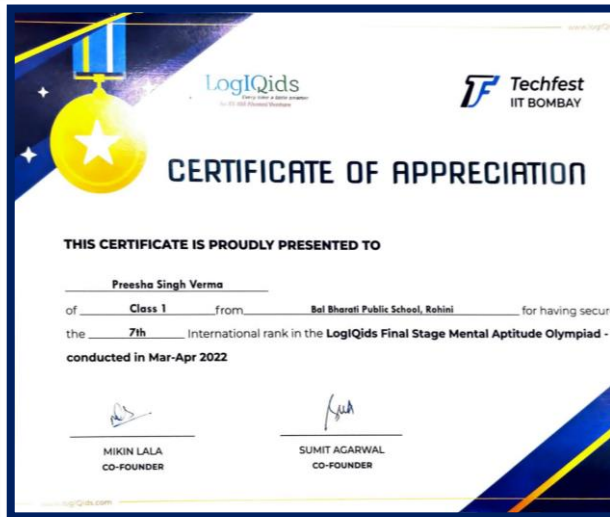 LogIQids
Techfest
IIT BOMBAY
CERTIFICATE OF APPRECIATION
THIS CERTIFICATE IS PROUDLY PRESENTED TO
Preesha Singh Verma
of Class 1 from Bal Bharati Public School, Rohini for having secur
the 7th International rank in the LogIQids Final Stage Mental Aptitude Olympiad -
conducted in Mar-Apr 2022
MIKIN LALA
CO-FOUNDER
SUMIT AGARWAL
CO-FOUNDER